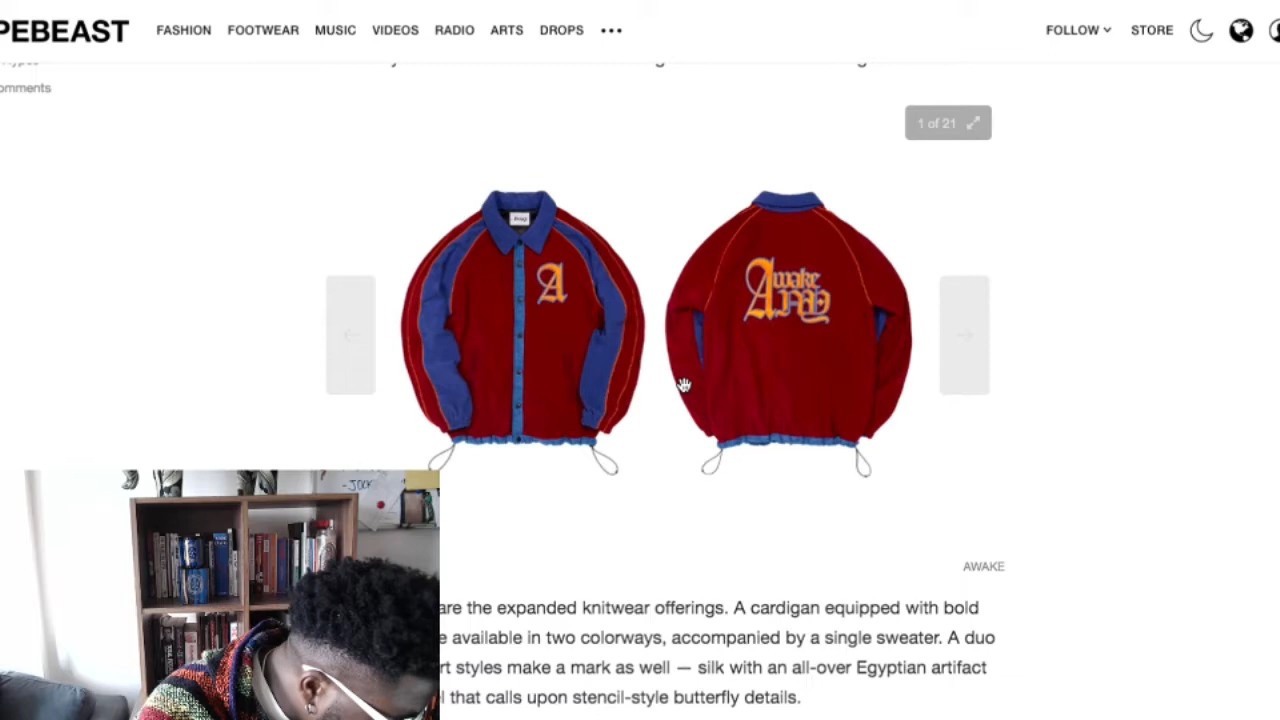 PEBEAST FASHION FOOTWEAR MUSIC VIDEOS RADIO ARTS DROPS ••• FOLLOW STORE
omments
1 of 21
A
Awake
NY
AWAKE
-JOCK
are the expanded knitwear offerings. A cardigan equipped with bold
e available in two colorways, accompanied by a single sweater. A duo
rt styles make a mark as well — silk with an all-over Egyptian artifact
l that calls upon stencil-style butterfly details.